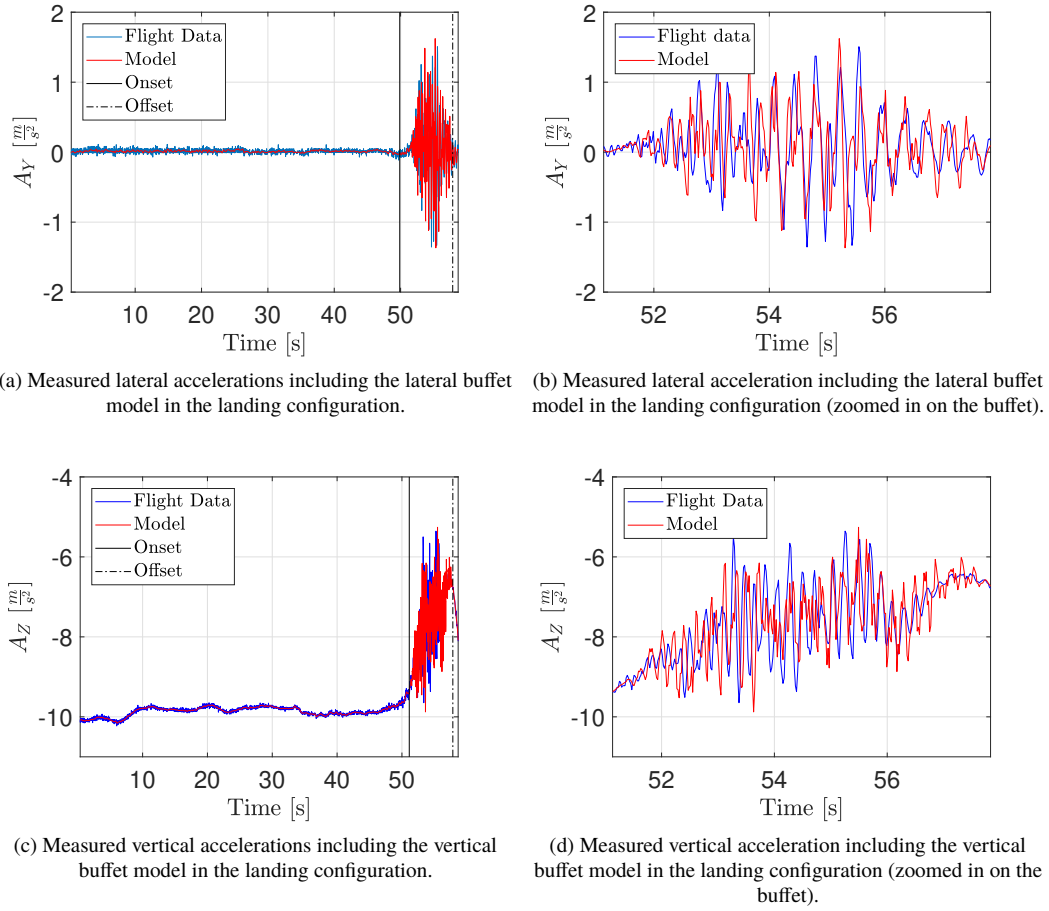 2
1
0
-1
-2
A_Y [m/s²]
Flight Data
Model
Onset
Offset
10 20 30 40 50
Time [s]
(a) Measured lateral accelerations including the lateral buffet
model in the landing configuration.
2
1
0
-1
-2
A_Y [m/s²]
Flight data
Model
52 54 56
Time [s]
(b) Measured lateral acceleration including the lateral buffet
model in the landing configuration (zoomed in on the buffet).
-4
-6
-8
-10
A_Z [m/s²]
Flight Data
Model
Onset
Offset
10 20 30 40 50
Time [s]
(c) Measured vertical accelerations including the vertical
buffet model in the landing configuration.
-4
-6
-8
-10
A_Z [m/s²]
Flight Data
Model
52 54 56
Time [s]
(d) Measured vertical acceleration including the vertical
buffet model in the landing configuration (zoomed in on the
buffet).